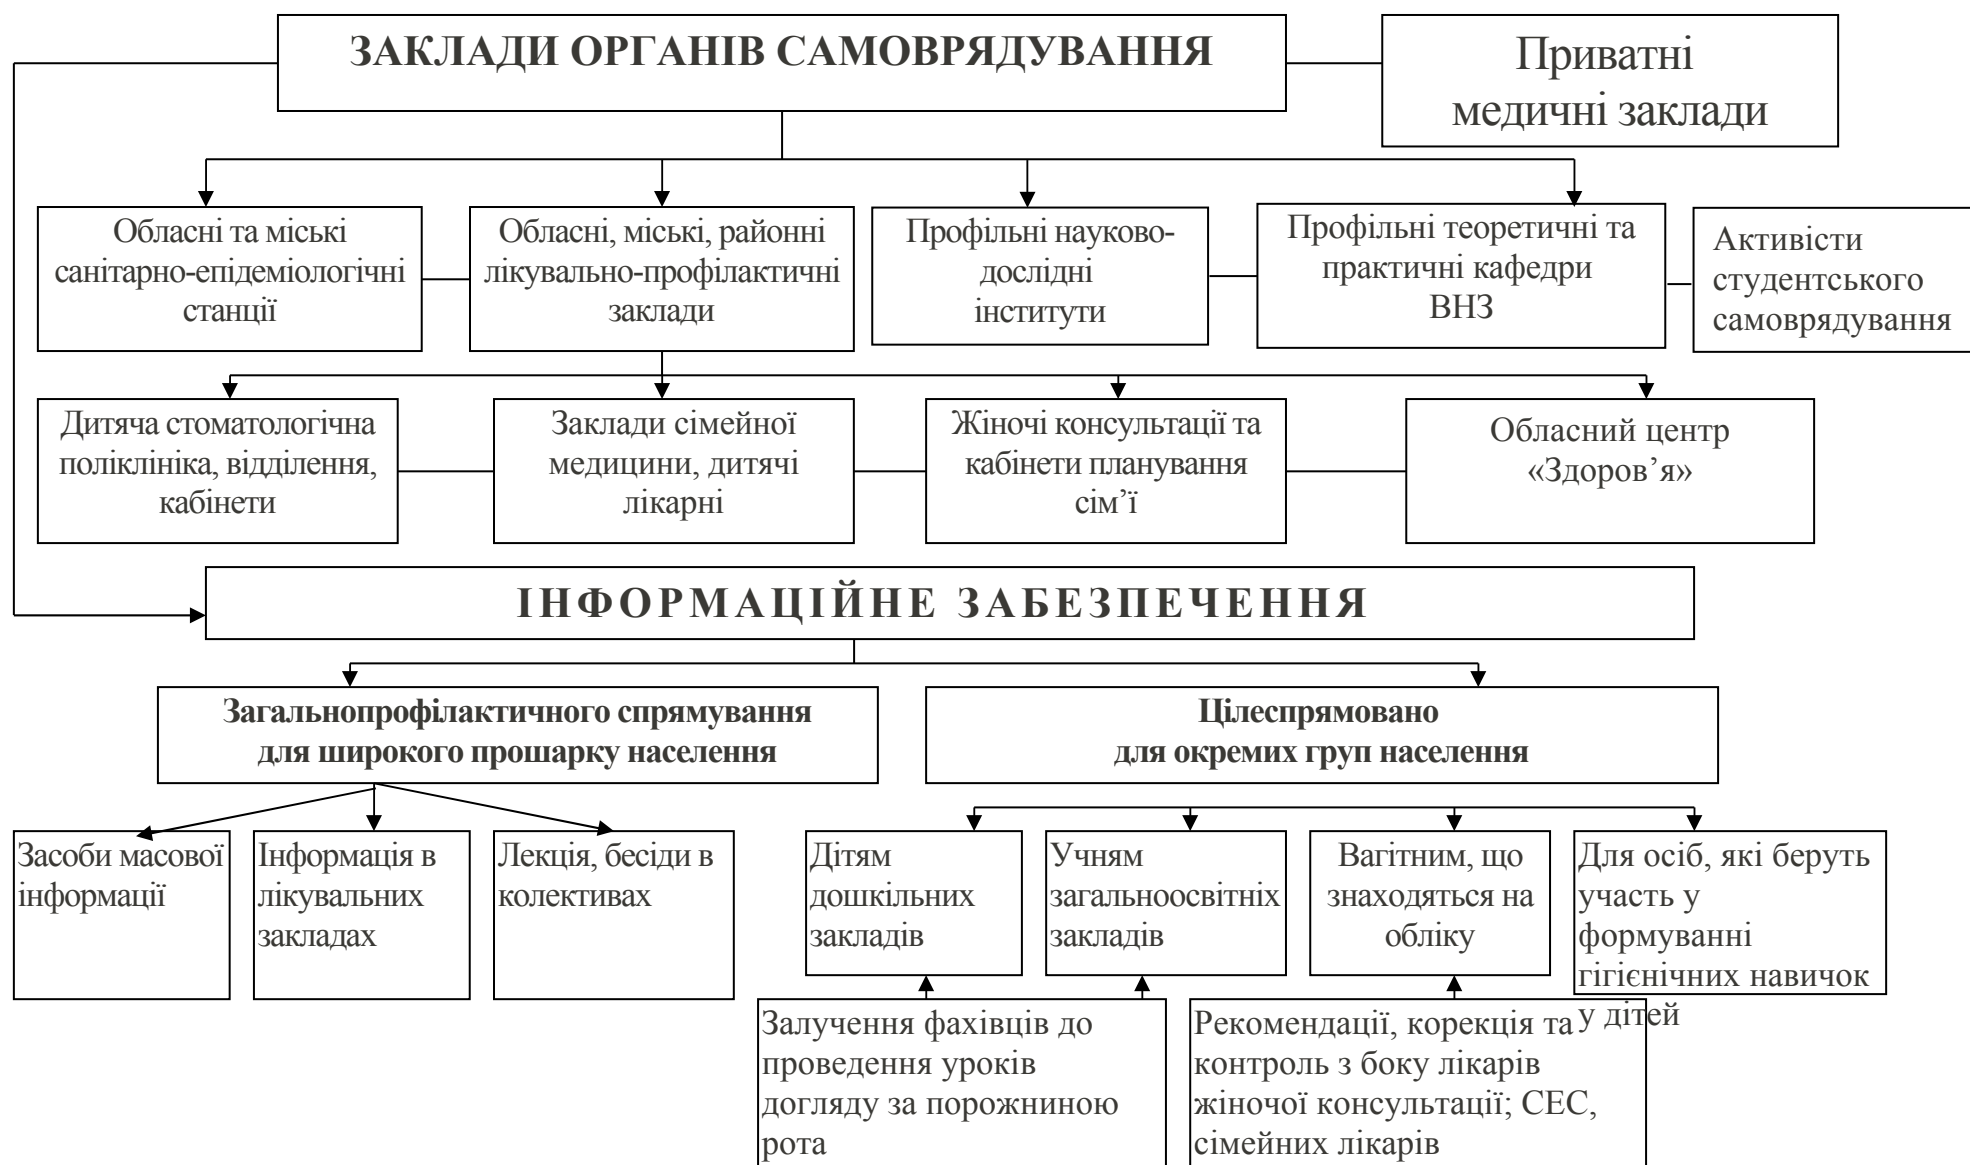 ЗАКЛАДИ ОРГАНІВ САМОВРЯДУВАННЯ
Приватні
медичні заклади
Обласні та міські
санітарно-епідеміологічні
станції
Обласні, міські, районні
лікувально-профілактичні
заклади
Профільні науково-
дослідні
інститути
Профільні теоретичні та
практичні кафедри
ВНЗ
Активісти
студентського
самоврядування
Дитяча стоматологічна
поліклініка, відділення,
кабінети
Заклади сімейної
медицини, дитячі
лікарні
Жіночі консультації та
кабінети планування
сім’ї
Обласний центр
«Здоров’я»
ІНФОРМАЦІЙНЕ ЗАБЕЗПЕЧЕННЯ
Загальнопрофілактичного спрямування
для широкого прошарку населення
Цілеспрямовано
для окремих груп населення
Засоби масової
інформації
Інформація в
лікувальних
закладах
Лекція, бесіди в
колективах
Дітям
дошкільних
закладів
Учням
загальноосвітніх
закладів
Вагітним, що
знаходяться на
обліку
Для осіб, які беруть
участь у
формуванні
гігієнічних навичок
у дітей
Залучення фахівців до
проведення уроків
догляду за порожниною
рота
Рекомендації, корекція та
контроль з боку лікарів
жіночої консультації; СЕС,
сімейних лікарів